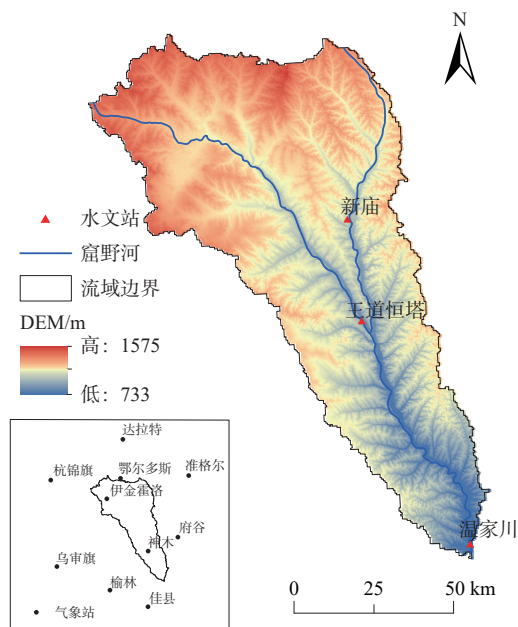 N
新庙
水文站
窟野河
流域边界
王道恒塔
DEM/m
高: 1575
低: 733
达拉特
杭锦旗
鄂尔多斯
准格尔
伊金霍洛
府谷
神木
乌审旗
榆林
佳县
气象站
温家川
0 25 50 km